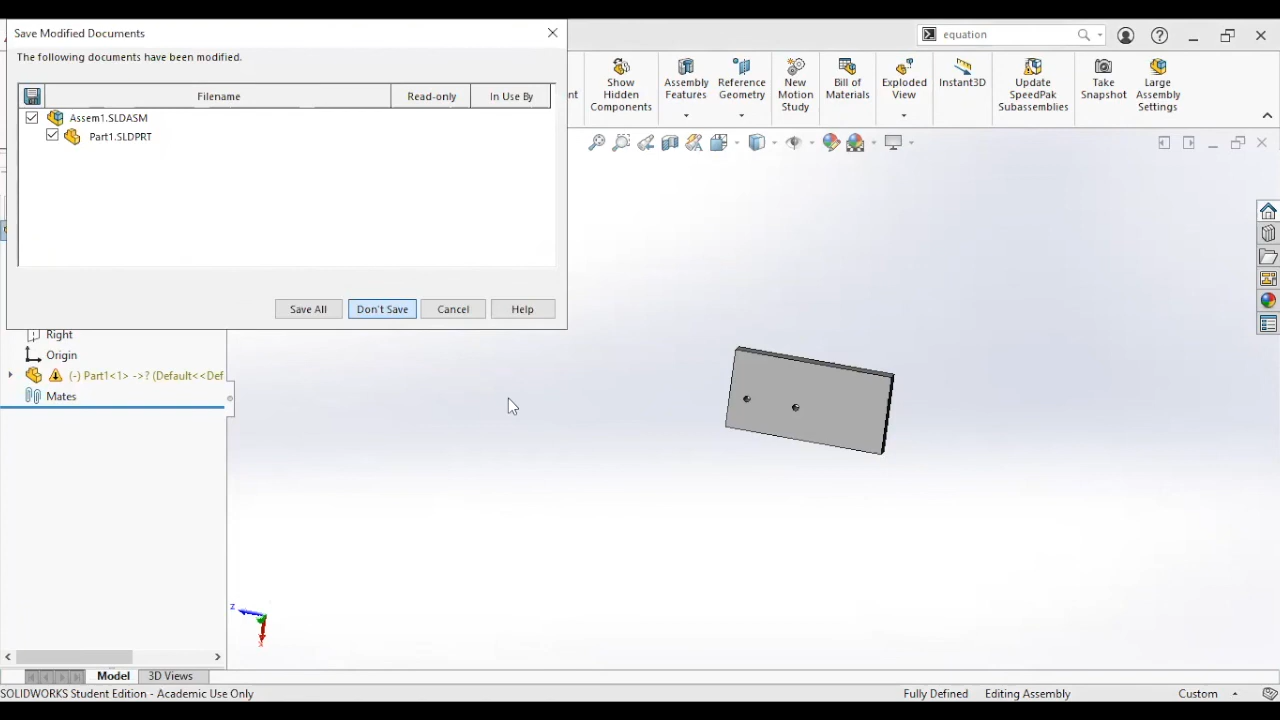 Save Modified Documents
The following documents have been modified.
Filename Read-only In Use By
Assem1.SLDASM
Part1.SLDPRT
Save All Don't Save Cancel Help
equation
Show Hidden Components
Assembly Features
Reference Geometry
New Motion Study
Bill of Materials
Exploded View
Instant3D
Update SpeedPak Subassemblies
Take Snapshot
Large Assembly Settings
Right
Origin
(-) Part1<1> ->? (Default<<Def
Mates
z
x
Model 3D Views
SOLIDWORKS Student Edition - Academic Use Only
Fully Defined Editing Assembly Custom